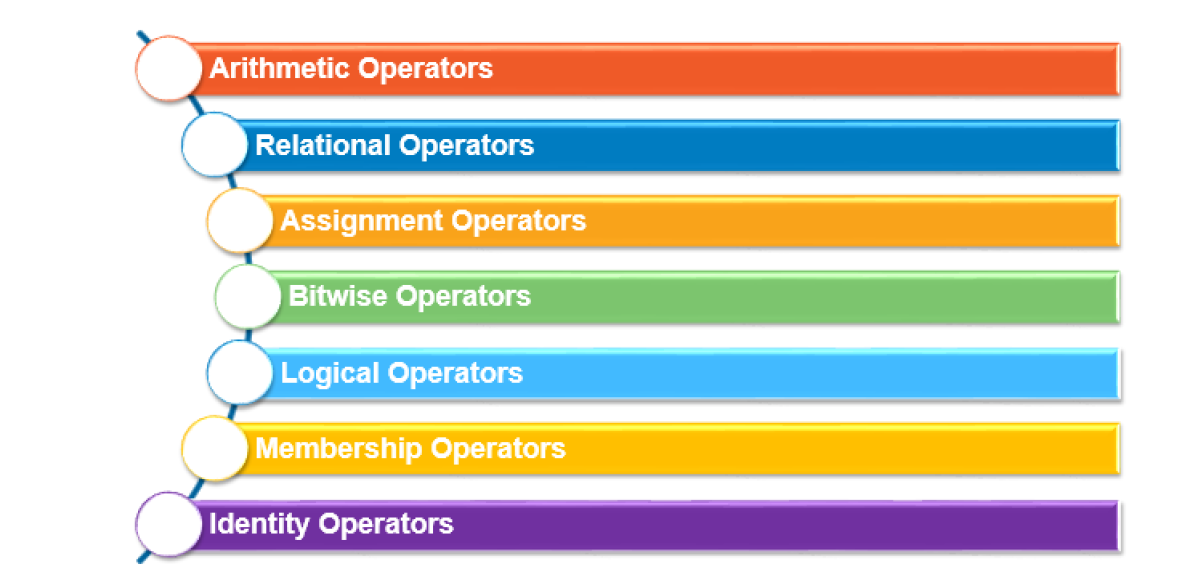 Arithmetic Operators
Relational Operators
Assignment Operators
Bitwise Operators
Logical Operators
Membership Operators
Identity Operators